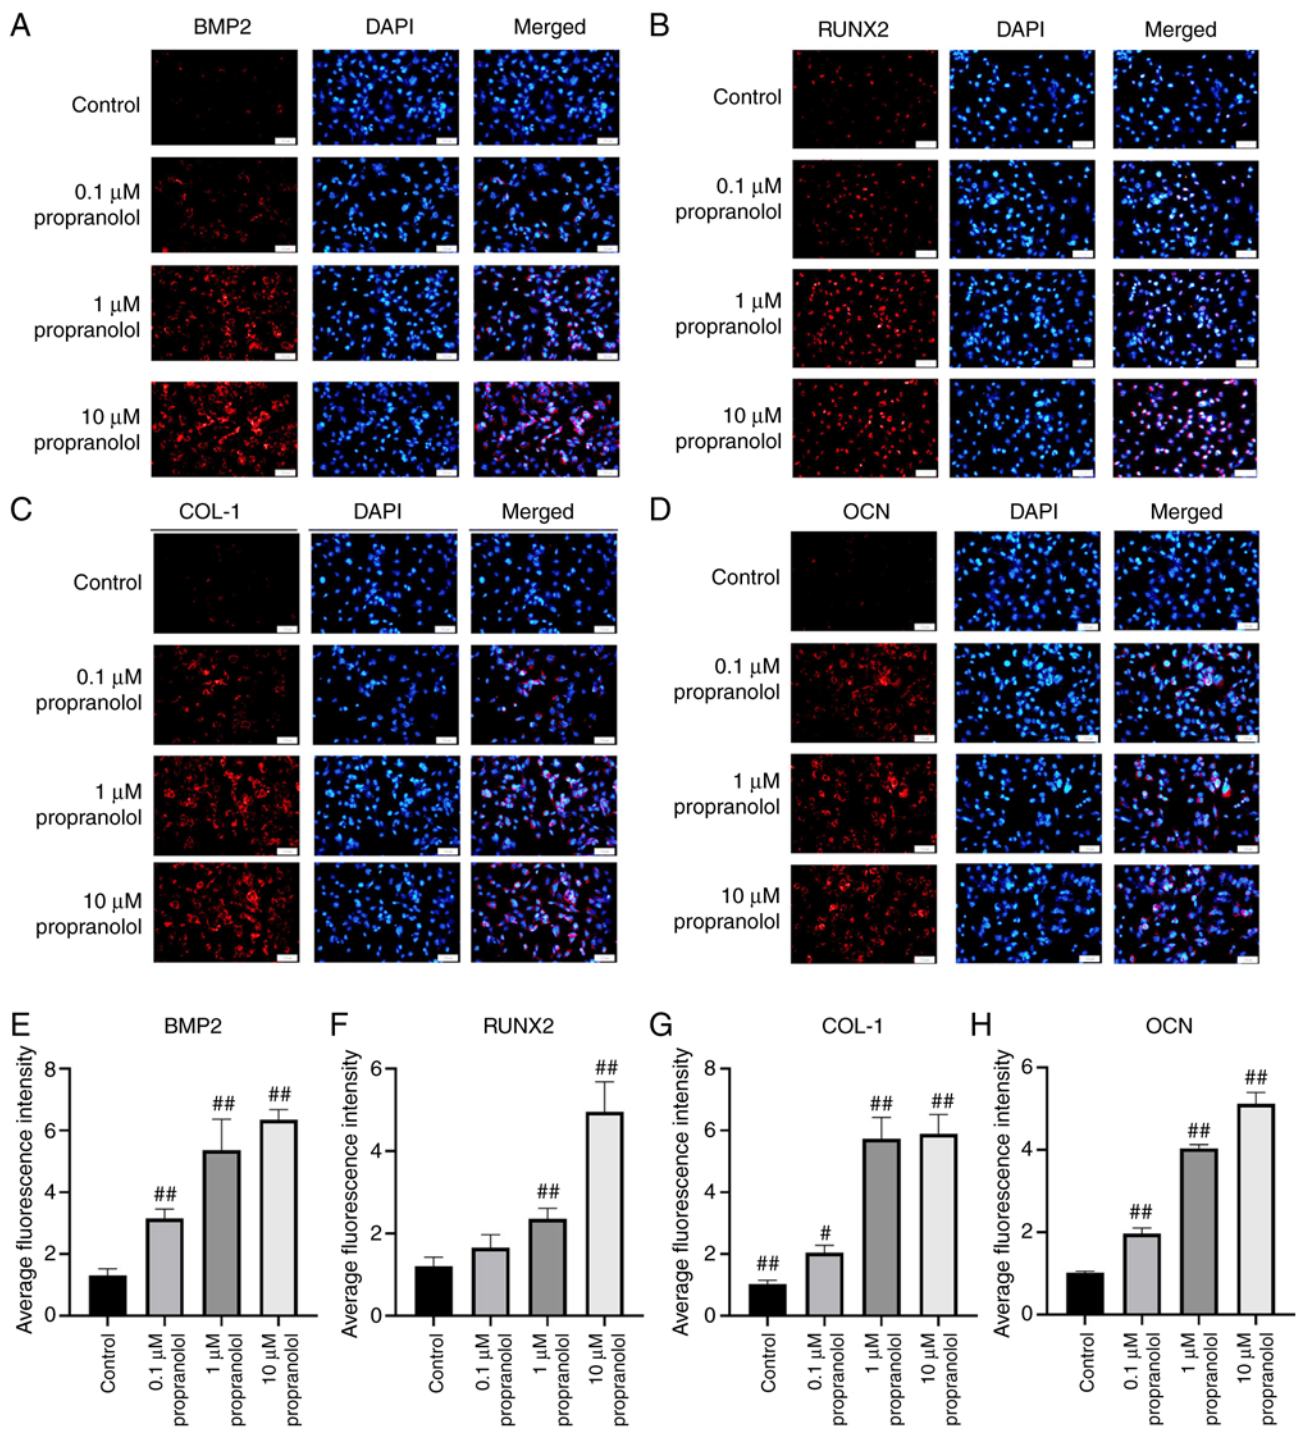 A
BMP2 DAPI Merged
Control
0.1 μM
propranolol
1 μM
propranolol
10 μM
propranolol
B
RUNX2 DAPI Merged
Control
0.1 μM
propranolol
1 μM
propranolol
10 μM
propranolol
C
COL-1 DAPI Merged
Control
0.1 μM
propranolol
1 μM
propranolol
10 μM
propranolol
D
OCN DAPI Merged
Control
0.1 μM
propranolol
1 μM
propranolol
10 μM
propranolol
E
BMP2
Average fluorescence intensity
8
6
4
2
0
##
##
##
Control
0.1 μM
propranolol
1 μM
propranolol
10 μM
propranolol
F
RUNX2
Average fluorescence intensity
6
4
2
0
##
##
Control
0.1 μM
propranolol
1 μM
propranolol
10 μM
propranolol
G
COL-1
Average fluorescence intensity
8
6
4
2
0
##
#
##
##
Control
0.1 μM
propranolol
1 μM
propranolol
10 μM
propranolol
H
OCN
Average fluorescence intensity
6
4
2
0
##
##
##
Control
0.1 μM
propranolol
1 μM
propranolol
10 μM
propranolol